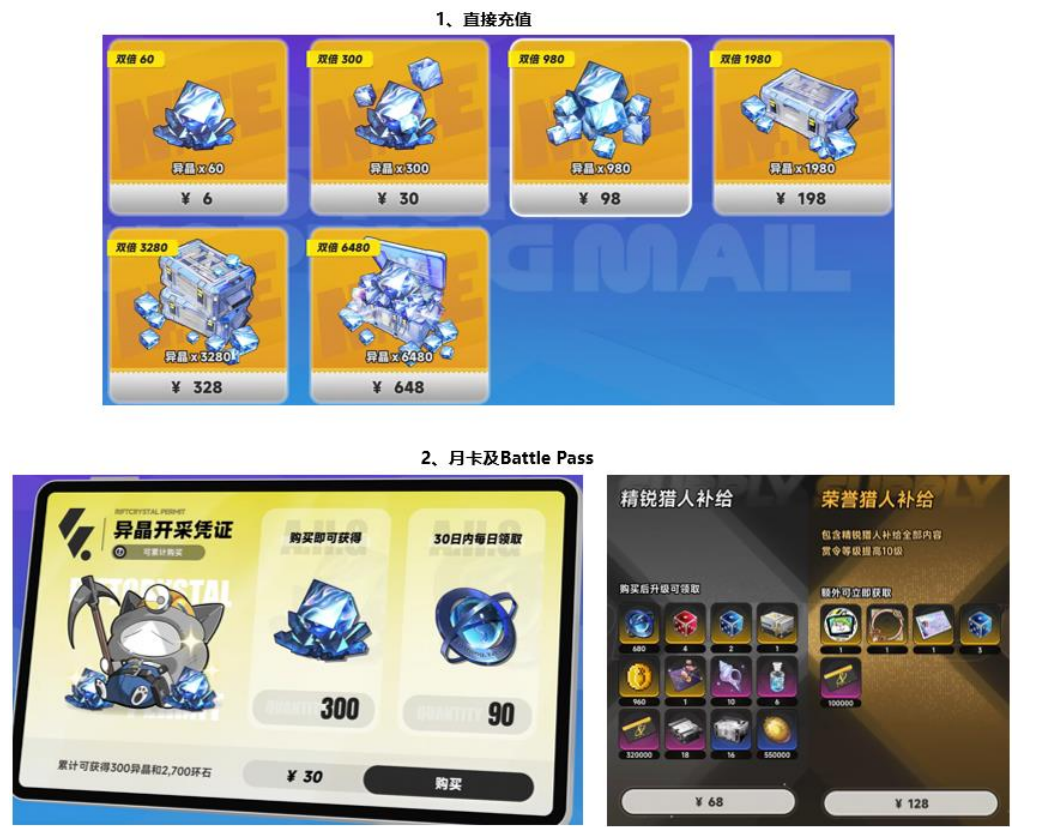 1、直接充值
双倍 60
异晶 x 60
¥ 6
双倍 300
异晶 x 300
¥ 30
双倍 980
异晶 x 980
¥ 98
双倍 1980
异晶 x 1980
¥ 198
双倍 3280
异晶 x 3280
¥ 328
双倍 6480
异晶 x 6480
¥ 648
MAIL
2、月卡及Battle Pass
RIFTCRYSTAL PERMIT
异晶开采凭证
可累计购买
RIFTCRYSTAL
PERMIT
购买即可获得
QUANTITY 300
30日内每日领取
QUANTITY 90
累计可获得300异晶和2,700环石
¥ 30
购买
精锐猎人补给
购买后升级可领取
680 4 2 1
960 1 10 6
320000 18 16 550000
¥ 68
荣誉猎人补给
包含精锐猎人补给全部内容
赏令等级提高10级
额外可立即获取
1 1 1 3
100000
¥ 128